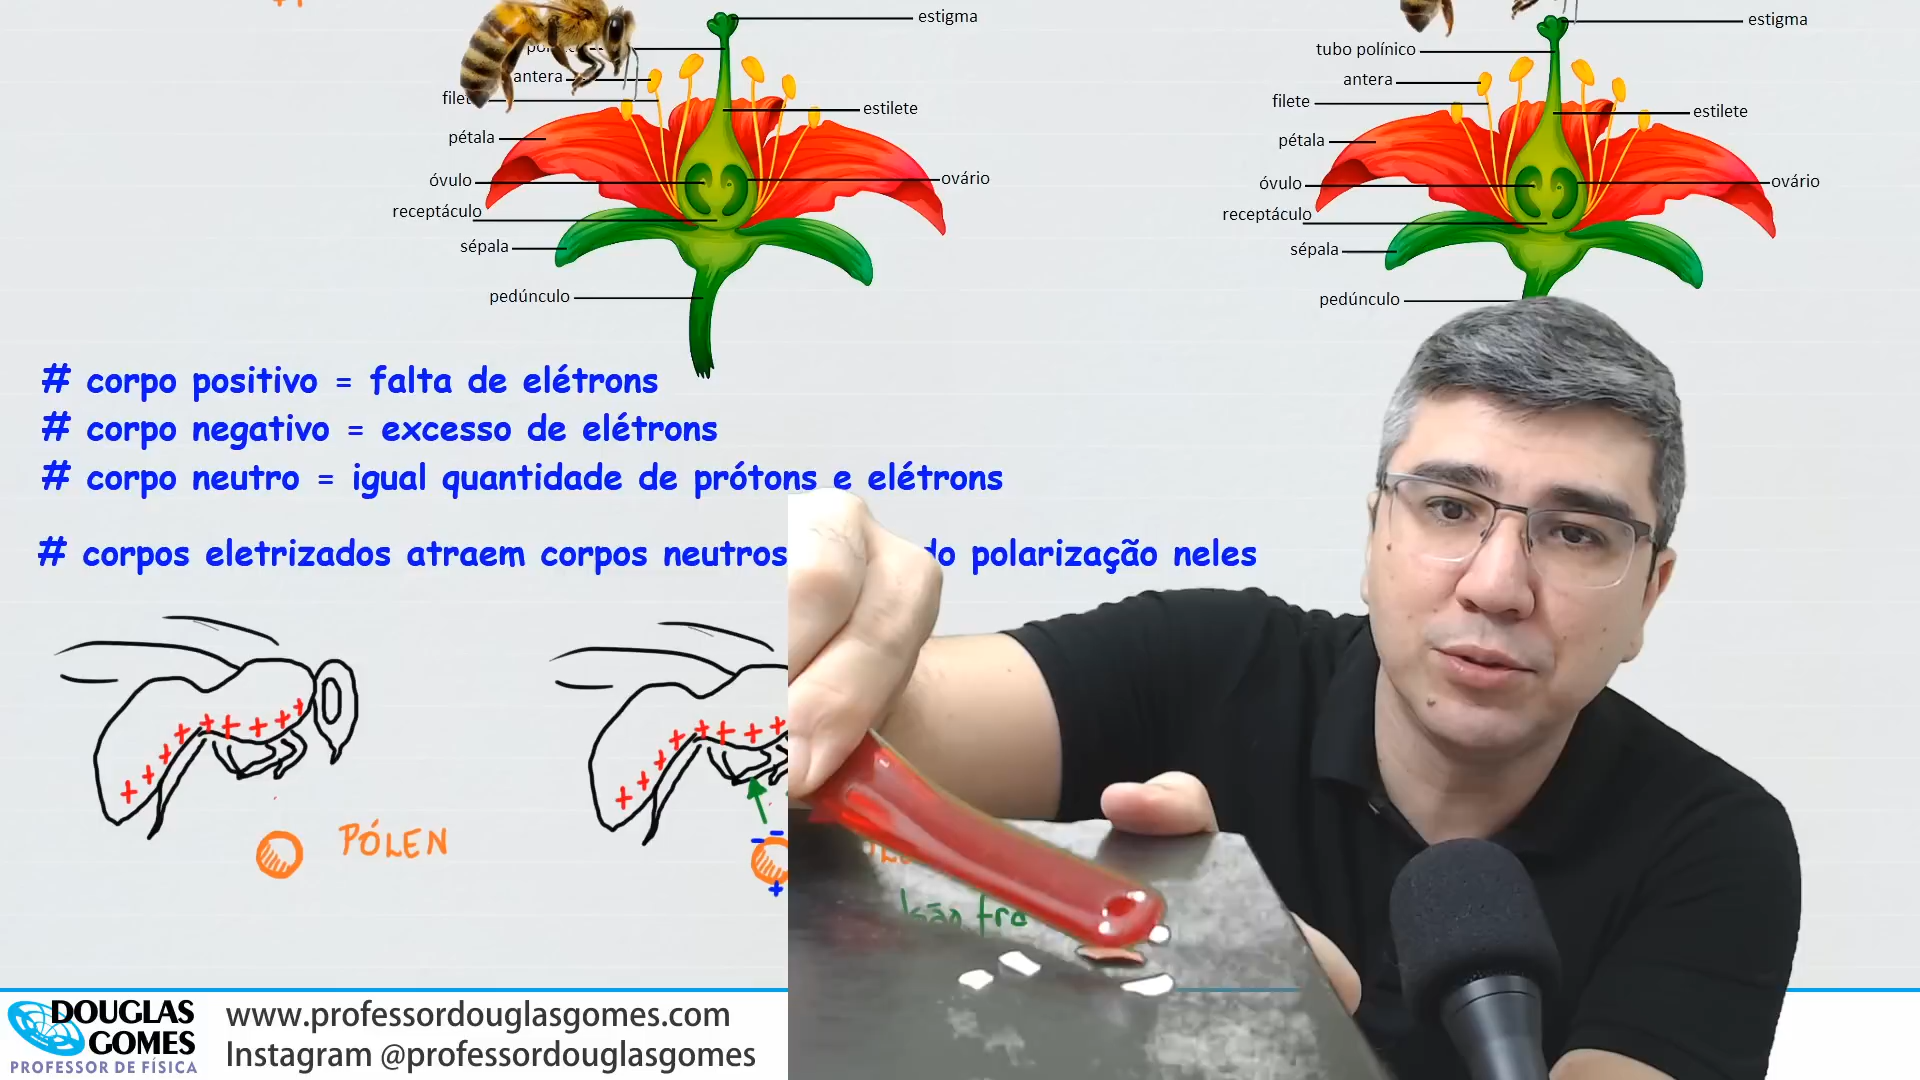 estigma
antera
estilete
pétala
óvulo
ovário
receptáculo
sépala
pedúnculo
estigma
tubo polínico
antera
filete
estilete
pétala
óvulo
ovário
receptáculo
sépala
pedúnculo
# corpo positivo = falta de elétrons
# corpo negativo = excesso de elétrons
# corpo neutro = igual quantidade de prótons e elétrons
# corpos eletrizados atraem corpos neutros polarização neles
PÓLEN
DOUGLAS
GOMES
PROFESSOR DE FÍSICA
www.professordouglasgomes.com
Instagram @professordouglasgomes